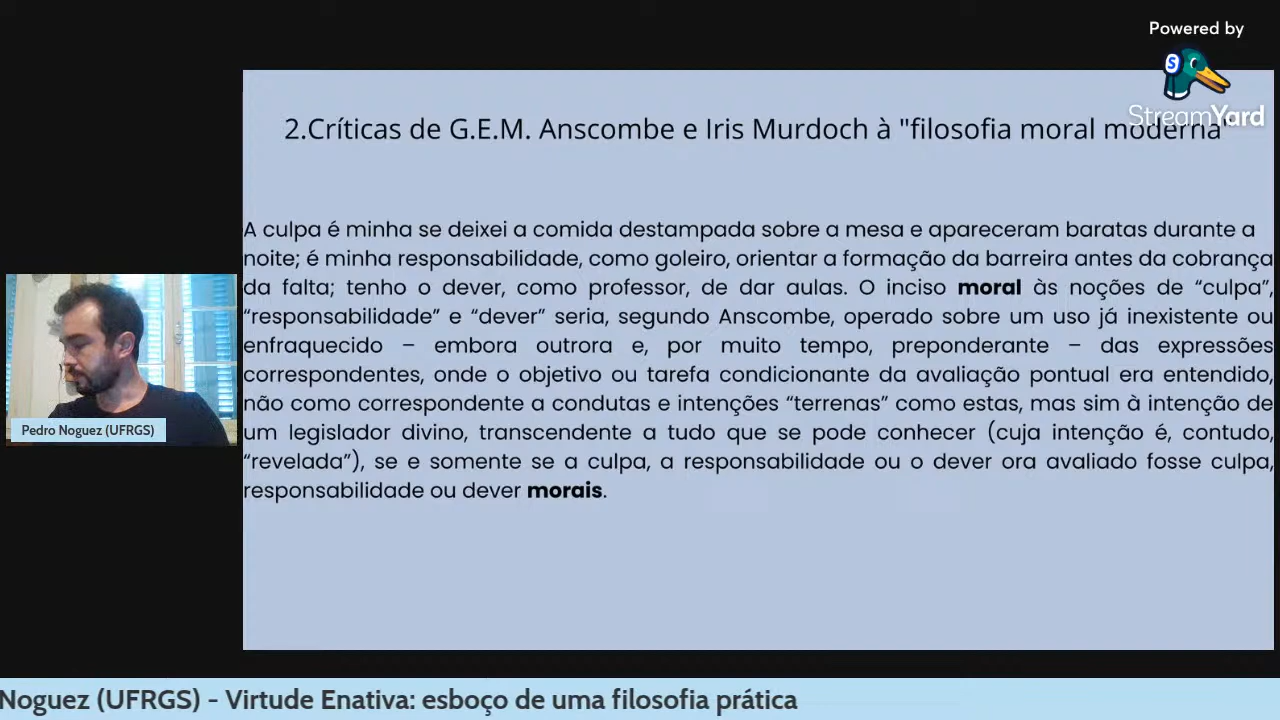 Powered by
StreamYard
2.Críticas de G.E.M. Anscombe e Iris Murdoch à "filosofia moral moderna"
A culpa é minha se deixei a comida destampada sobre a mesa e apareceram baratas durante a
noite; é minha responsabilidade, como goleiro, orientar a formação da barreira antes da cobrança
da falta; tenho o dever, como professor, de dar aulas. O inciso moral às noções de “culpa”,
“responsabilidade” e “dever” seria, segundo Anscombe, operado sobre um uso já inexistente ou
enfraquecido – embora outrora e, por muito tempo, preponderante – das expressões
correspondentes, onde o objetivo ou tarefa condicionante da avaliação pontual era entendido,
não como correspondente a condutas e intenções “terrenas” como estas, mas sim à intenção de
um legislador divino, transcendente a tudo que se pode conhecer (cuja intenção é, contudo,
“revelada”), se e somente se a culpa, a responsabilidade ou o dever ora avaliado fosse culpa,
responsabilidade ou dever morais.
Pedro Noguez (UFRGS)
Noguez (UFRGS) - Virtude Enativa: esboço de uma filosofia prática